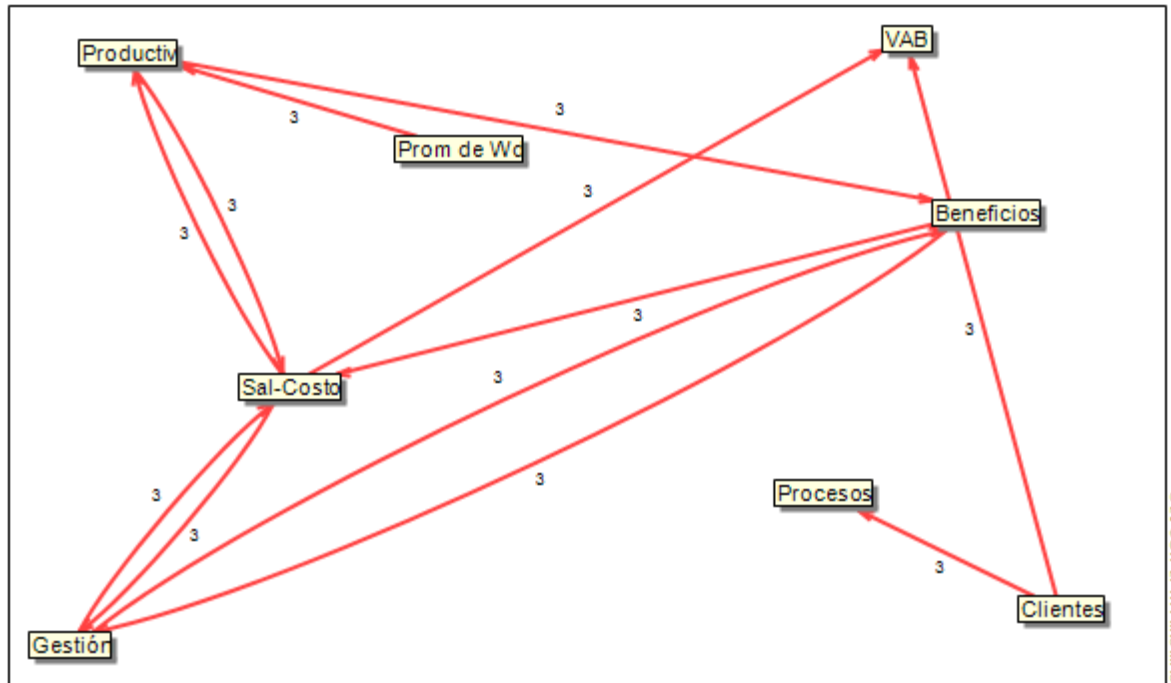 Productiv
VAB
3
3
Prom de Wo
3
3
3
Beneficios
3
3
3
Sal-Costo
3
3
3
Procesos
3
Clientes
Gestión